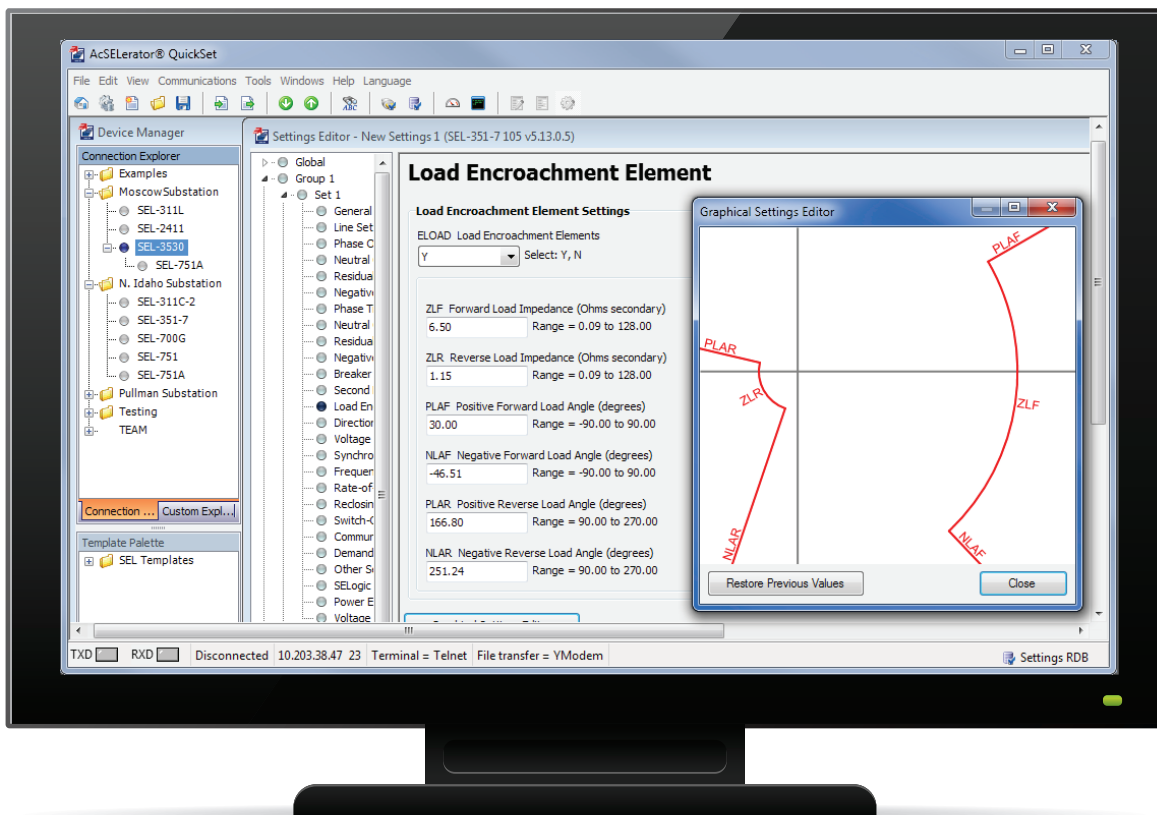 AcSELerator® QuickSet
File Edit View Communications Tools Windows Help Language
ABC
Device Manager
Connection Explorer
Examples
MoscowSubstation
SEL-311L
SEL-2411
SEL-3530
SEL-751A
N. Idaho Substation
SEL-311C-2
SEL-351-7
SEL-700G
SEL-751
SEL-751A
Pullman Substation
Testing
TEAM
Connection ... Custom Expl...
Template Palette
SEL Templates
Settings Editor - New Settings 1 (SEL-351-7 105 v5.13.0.5)
Global
Group 1
Set 1
General
Line Set
Phase O
Neutral
Residua
Negativ
Phase T
Neutral
Residua
Negativ
Breaker
Second
Load En
Direction
Voltage
Synchro
Frequen
Rate-of
Reclosin
Switch-O
Commun
Demand
Other Se
SELogic
Power E
Voltage
Load Encroachment Element
Load Encroachment Element Settings
ELOAD Load Encroachment Elements
Y Select: Y, N
ZLF Forward Load Impedance (Ohms secondary)
6.50 Range = 0.09 to 128.00
ZLR Reverse Load Impedance (Ohms secondary)
1.15 Range = 0.09 to 128.00
PLAF Positive Forward Load Angle (degrees)
30.00 Range = -90.00 to 90.00
NLAF Negative Forward Load Angle (degrees)
-46.51 Range = -90.00 to 90.00
PLAR Positive Reverse Load Angle (degrees)
166.80 Range = 90.00 to 270.00
NLAR Negative Reverse Load Angle (degrees)
251.24 Range = 90.00 to 270.00
Graphical Settings Editor
PLAF
PLAR
ZLR
ZLF
NLAR
NLAF
Restore Previous Values Close
TXD RXD Disconnected 10.203.38.47 23 Terminal = Telnet File transfer = YModem Settings RDB